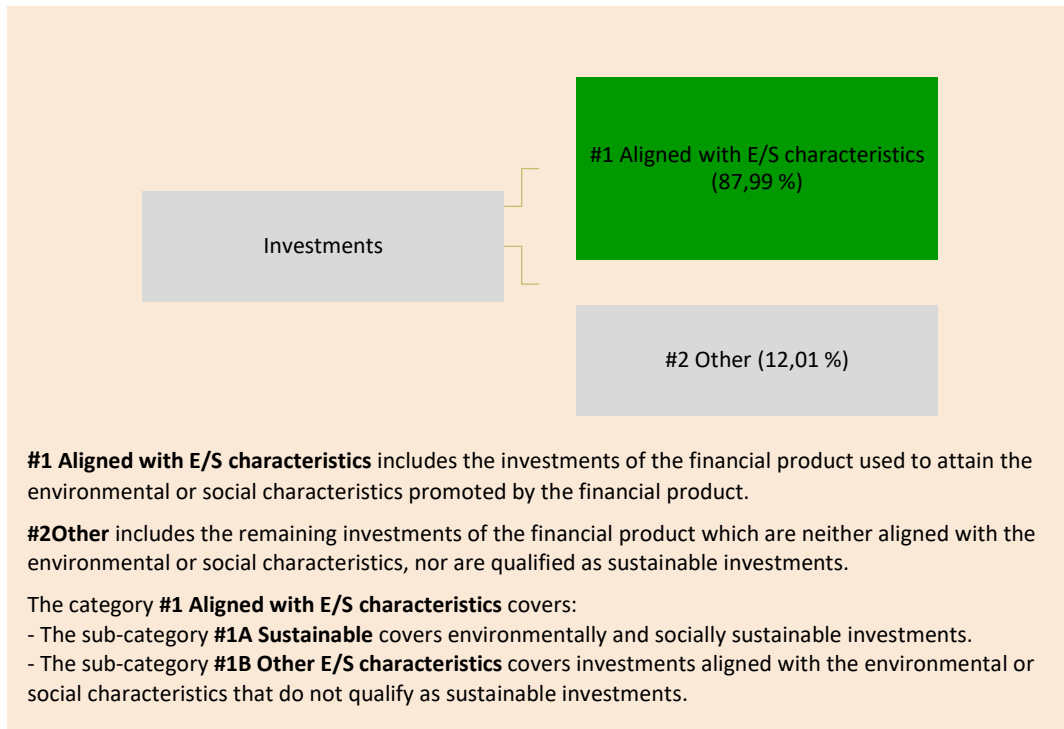 #1 Aligned with E/S characteristics
(87,99 %)
Investments
#2 Other (12,01 %)
#1 Aligned with E/S characteristics includes the investments of the financial product used to attain the
environmental or social characteristics promoted by the financial product.
#2Other includes the remaining investments of the financial product which are neither aligned with the
environmental or social characteristics, nor are qualified as sustainable investments.
The category #1 Aligned with E/S characteristics covers:
- The sub-category #1A Sustainable covers environmentally and socially sustainable investments.
- The sub-category #1B Other E/S characteristics covers investments aligned with the environmental or
social characteristics that do not qualify as sustainable investments.